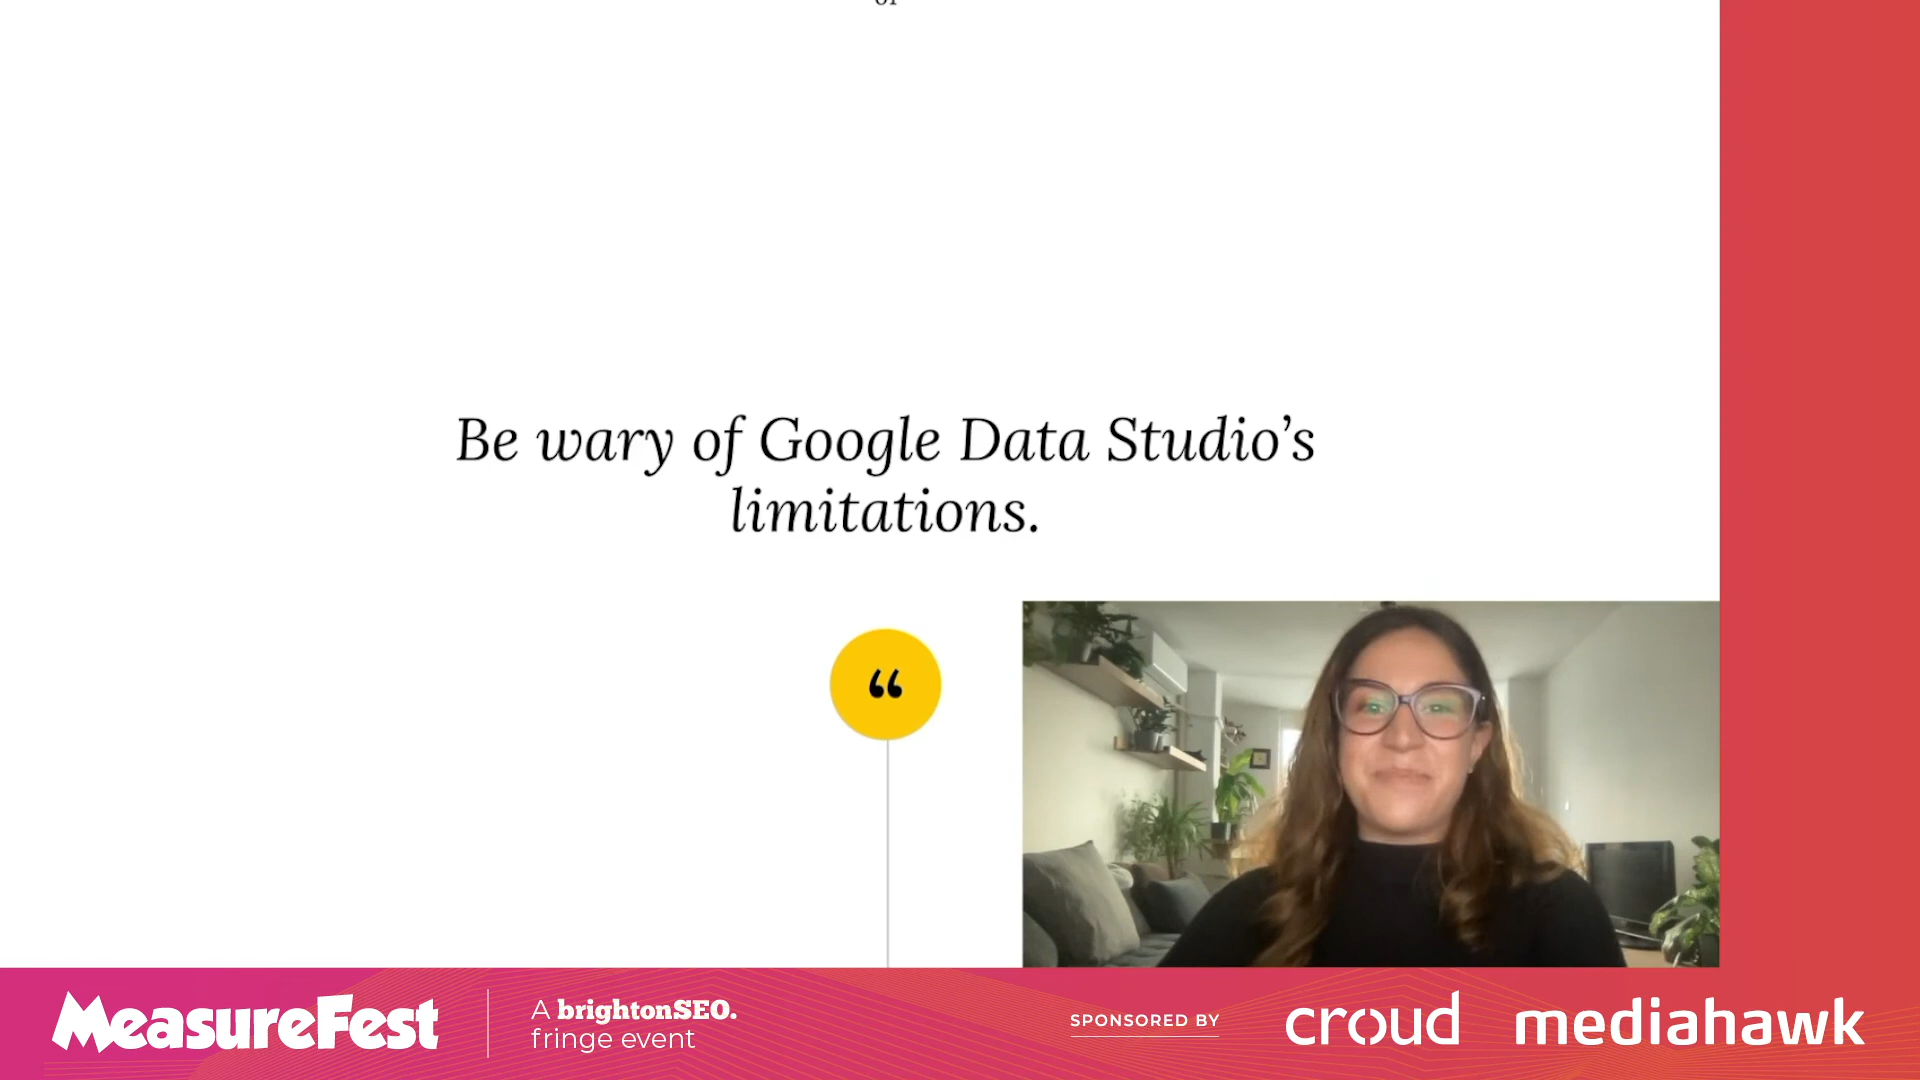 Be wary of Google Data Studio’s
limitations.
“
MeasureFest
A brightonSEO.
fringe event
SPONSORED BY
croud
mediahawk